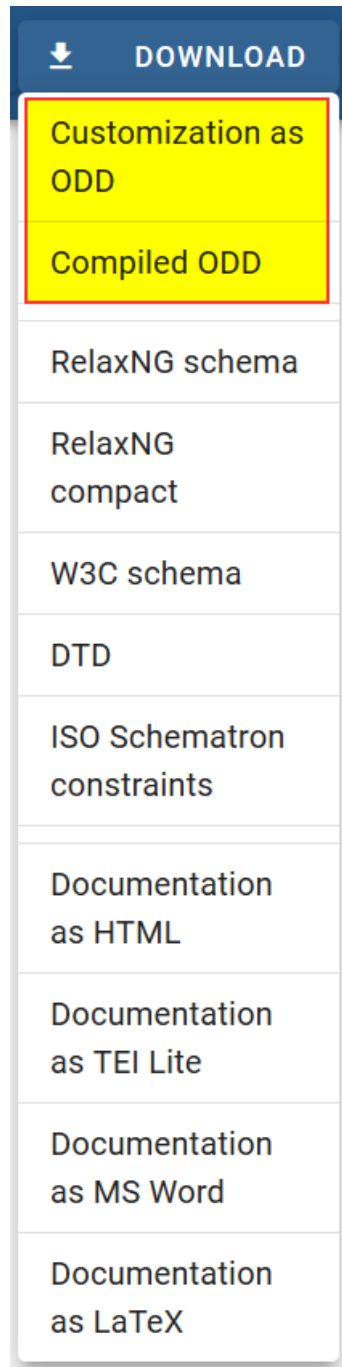 DOWNLOAD
Customization as
ODD
Compiled ODD
RelaxNG schema
RelaxNG
compact
W3C schema
DTD
ISO Schematron
constraints
Documentation
as HTML
Documentation
as TEI Lite
Documentation
as MS Word
Documentation
as LaTeX